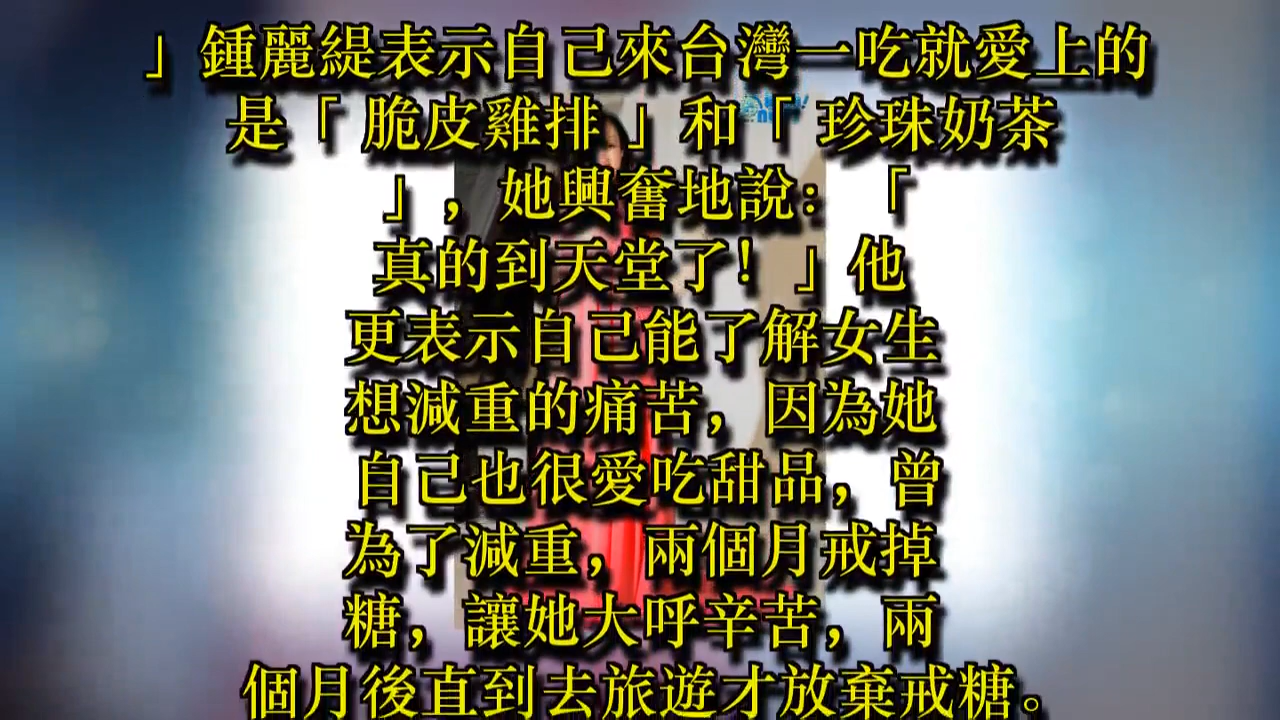 」鍾麗緹表示自己來台灣一吃就愛上的
是「 脆皮雞排 」和「 珍珠奶茶
」，她興奮地說：「
真的到天堂了！」他
更表示自己能了解女生
想減重的痛苦，因為她
自己也很愛吃甜品，曾
為了減重，兩個月戒掉
糖，讓她大呼辛苦，兩
個月後直到去旅遊才放棄戒糖。